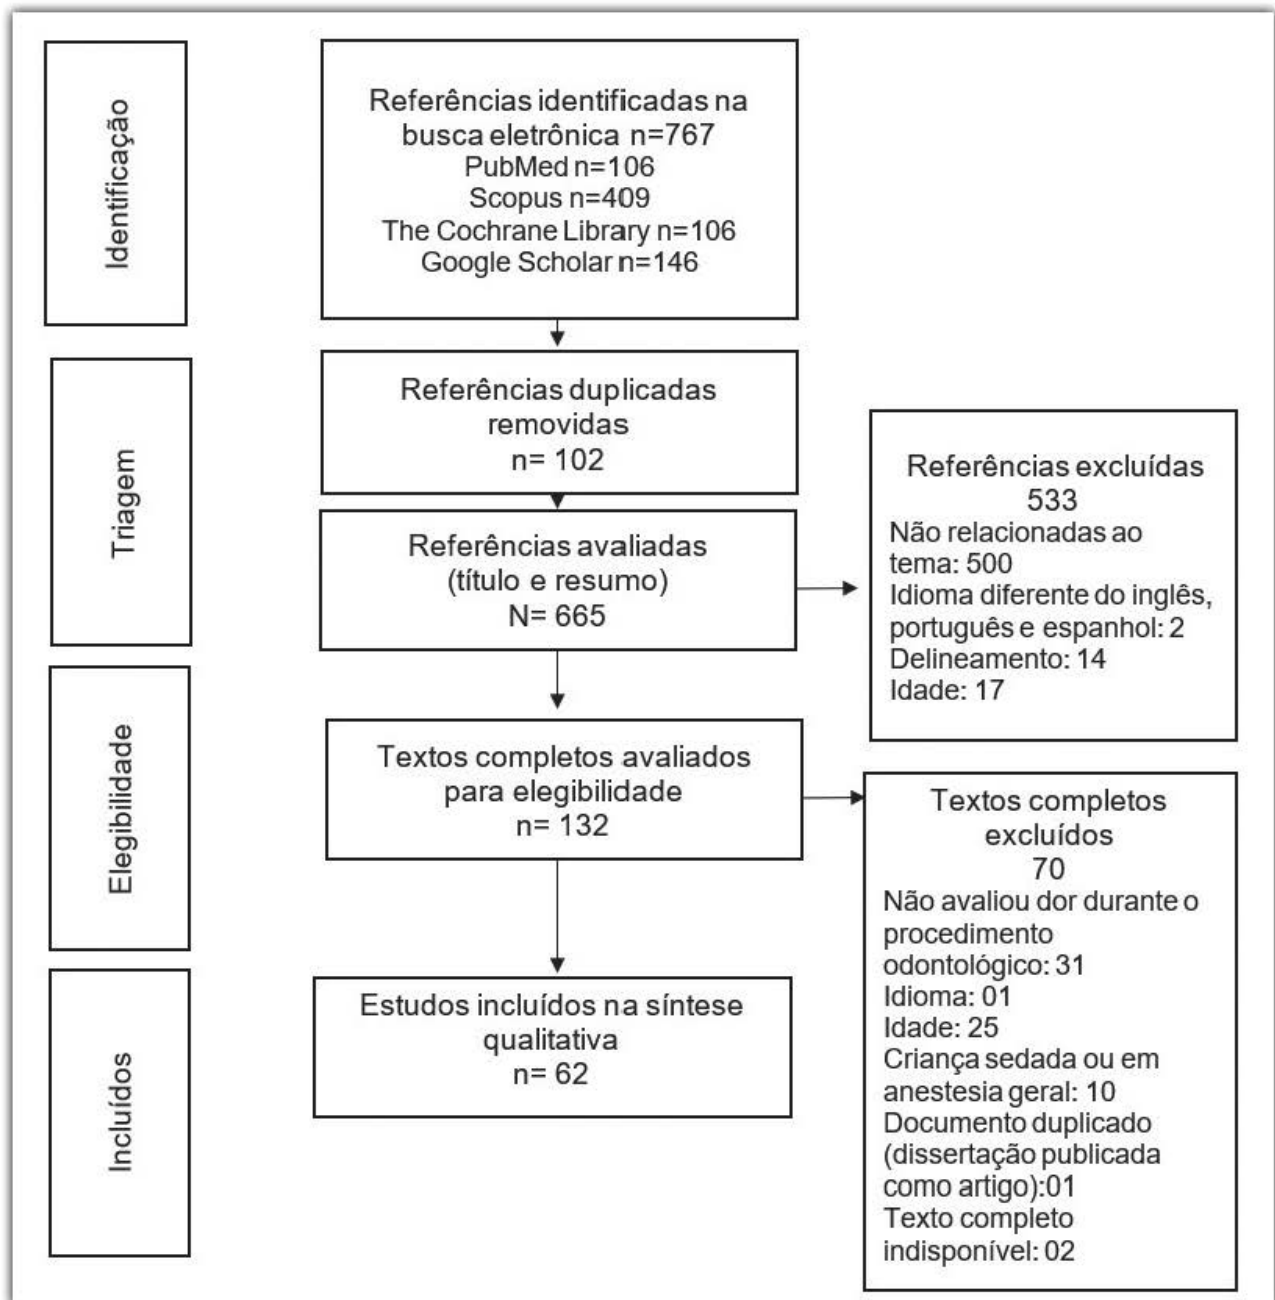 Identificação
Referências identificadas na
busca eletrônica n=767
PubMed n=106
Scopus n=409
The Cochrane Library n=106
Google Scholar n=146
Triagem
Referências duplicadas
removidas
n= 102
Referências avaliadas
(título e resumo)
N= 665
Referências excluídas
533
Não relacionadas ao
tema: 500
Idioma diferente do inglês,
português e espanhol: 2
Delineamento: 14
Idade: 17
Elegibilidade
Textos completos avaliados
para elegibilidade
n= 132
Textos completos
excluídos
70
Não avaliou dor durante o
procedimento
odontológico: 31
Idioma: 01
Idade: 25
Criança sedada ou em
anestesia geral: 10
Documento duplicado
(dissertação publicada
como artigo):01
Texto completo
indisponível: 02
Incluídos
Estudos incluídos na síntese
qualitativa
n= 62